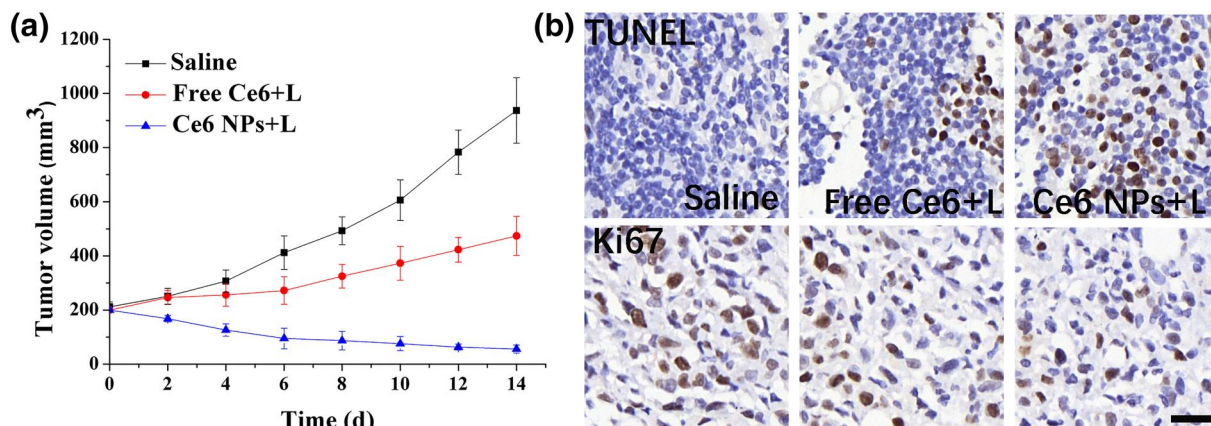 (a)
1200
1000
800
600
400
200
0
Tumor volume (mm³)
Saline
Free Ce6+L
Ce6 NPs+L
0 2 4 6 8 10 12 14
Time (d)
(b)
TUNEL
Saline
Free Ce6+L
Ce6 NPs+L
Ki67